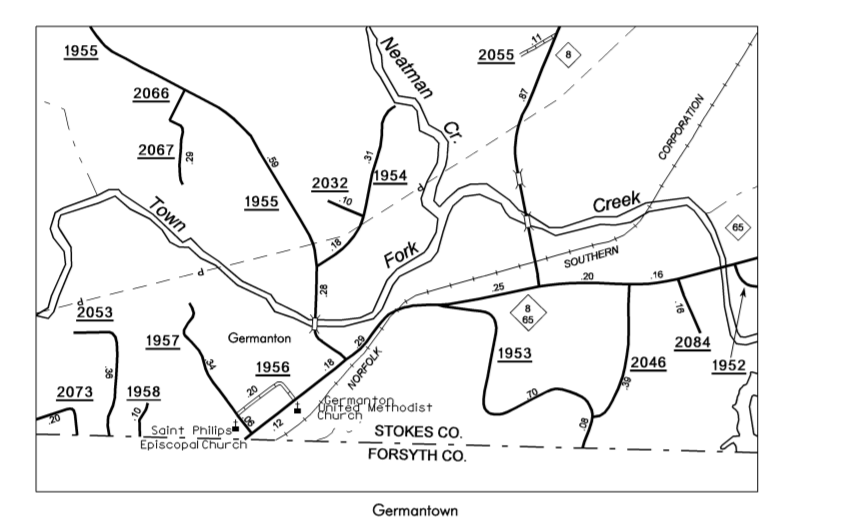 1955
Neatman
Cr.
2055
.11
8
2066
.87
CORPORATION
2067
.29
.59
.31
2032
1954
.10
d
1955
Town
Creek
.18
Fork
65
SOUTHERN
d
.28
.25
.20
.16
d
2053
8
65
.18
1957
Germanton
.29
2084
.34
.18
1953
2046
1952
.36
1956
NORFOLK
2073
1958
.20
.70
.39
.20
.10
Germanton
United Methodist
Church
.08
.12
.08
Saint Philips
Episcopal Church
STOKES CO.
FORSYTH CO.
Germantown